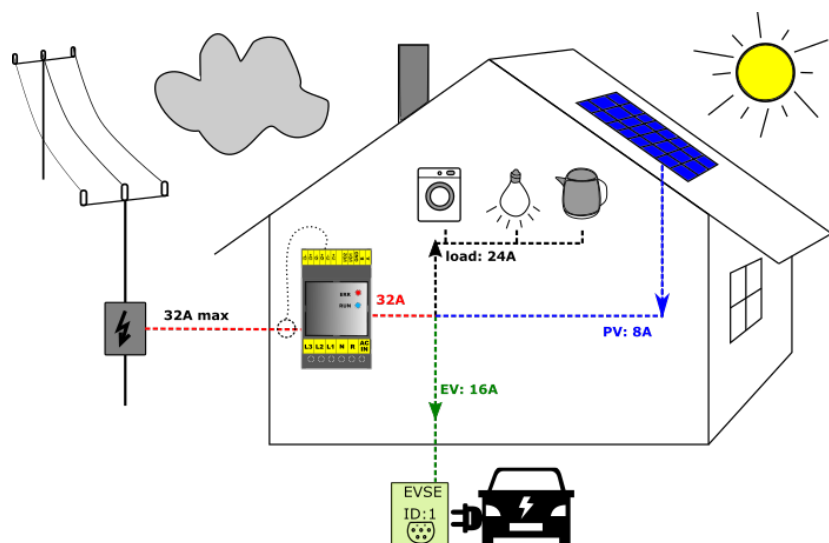 load: 24A
32A
32A max
ERR
RUN
PV: 8A
L3 L2 L1 N R AC IN
EV: 16A
EVSE
ID:1